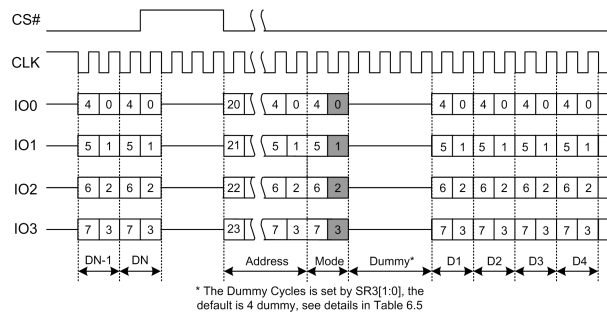 CS#
CLK
IO0 4 0 4 0 20 4 0 4 0 4 0 4 0 4 0 4 0
IO1 5 1 5 1 21 5 1 5 1 5 1 5 1 5 1 5 1
IO2 6 2 6 2 22 6 2 6 2 6 2 6 2 6 2 6 2
IO3 7 3 7 3 23 7 3 7 3 7 3 7 3 7 3 7 3
DN-1 DN Address Mode Dummy* D1 D2 D3 D4
* The Dummy Cycles is set by SR3[1:0], the
default is 4 dummy, see details in Table 6.5